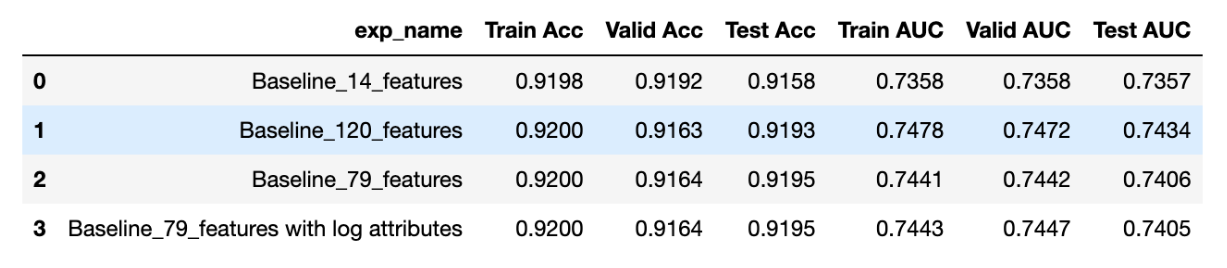 exp_name Train Acc Valid Acc Test Acc Train AUC Valid AUC Test AUC
0 Baseline_14_features 0.9198 0.9192 0.9158 0.7358 0.7358 0.7357
1 Baseline_120_features 0.9200 0.9163 0.9193 0.7478 0.7472 0.7434
2 Baseline_79_features 0.9200 0.9164 0.9195 0.7441 0.7442 0.7406
3 Baseline_79_features with log attributes 0.9200 0.9164 0.9195 0.7443 0.7447 0.7405